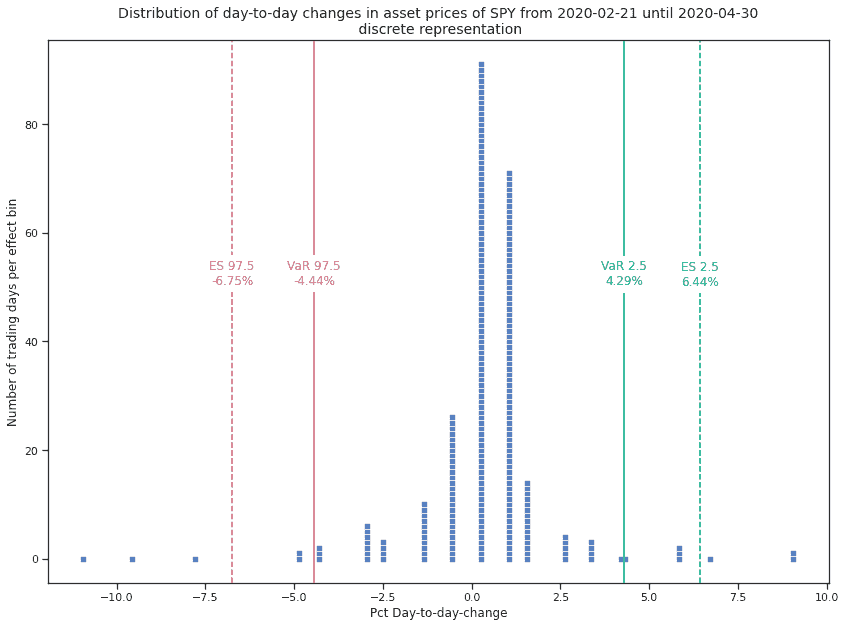 Distribution of day-to-day changes in asset prices of SPY from 2020-02-21 until 2020-04-30
discrete representation
Number of trading days per effect bin
80
60
40
20
0
ES 97.5
-6.75%
VaR 97.5
-4.44%
VaR 2.5
4.29%
ES 2.5
6.44%
−10.0 −7.5 −5.0 −2.5 0.0 2.5 5.0 7.5 10.0
Pct Day-to-day-change